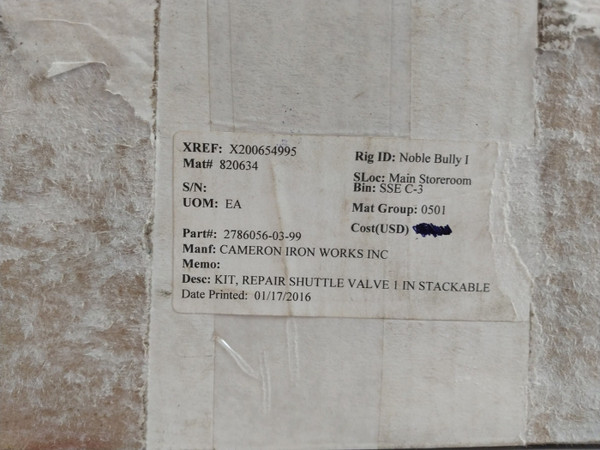 XREF: X200654995
Mat# 820634
S/N:
UOM: EA
Part#: 2786056-03-99
Manf: CAMERON IRON WORKS INC
Memo:
Desc: KIT, REPAIR SHUTTLE VALVE 1 IN STACKABLE
Date Printed: 01/17/2016
Rig ID: Noble Bully I
SLoc: Main Storeroom
Bin: SSE C-3
Mat Group: 0501
Cost(USD)